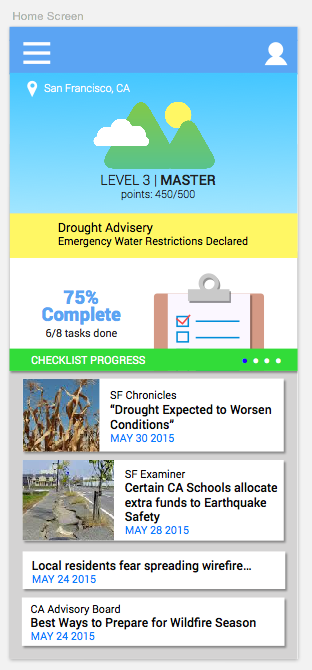 Home Screen
San Francisco, CA
LEVEL 3 | MASTER
points: 450/500
Drought Advisery
Emergency Water Restrictions Declared
75%
Complete
6/8 tasks done
CHECKLIST PROGRESS
SF Chronicles
“Drought Expected to Worsen
Conditions”
MAY 30 2015
SF Examiner
Certain CA Schools allocate
extra funds to Earthquake
Safety
MAY 28 2015
Local residents fear spreading wirefire...
MAY 24 2015
CA Advisory Board
Best Ways to Prepare for Wildfire Season
MAY 24 2015